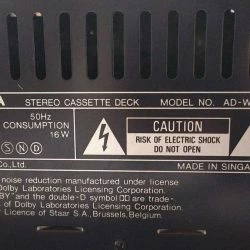 A STEREO CASSETTE DECK MODEL NO. AD-W
50Hz
CONSUMPTION
16W
S N D
CAUTION
RISK OF ELECTRIC SHOCK
DO NOT OPEN
Co., Ltd.
MADE IN SINGA
noise reduction manufactured under license
Dolby Laboratories Licensing Corporation.
BY" and the double-D symbol are trade-
of Dolby Laboratories Licensing Corporation.
r Licence of Staar S.A., Brussels, Belgium.